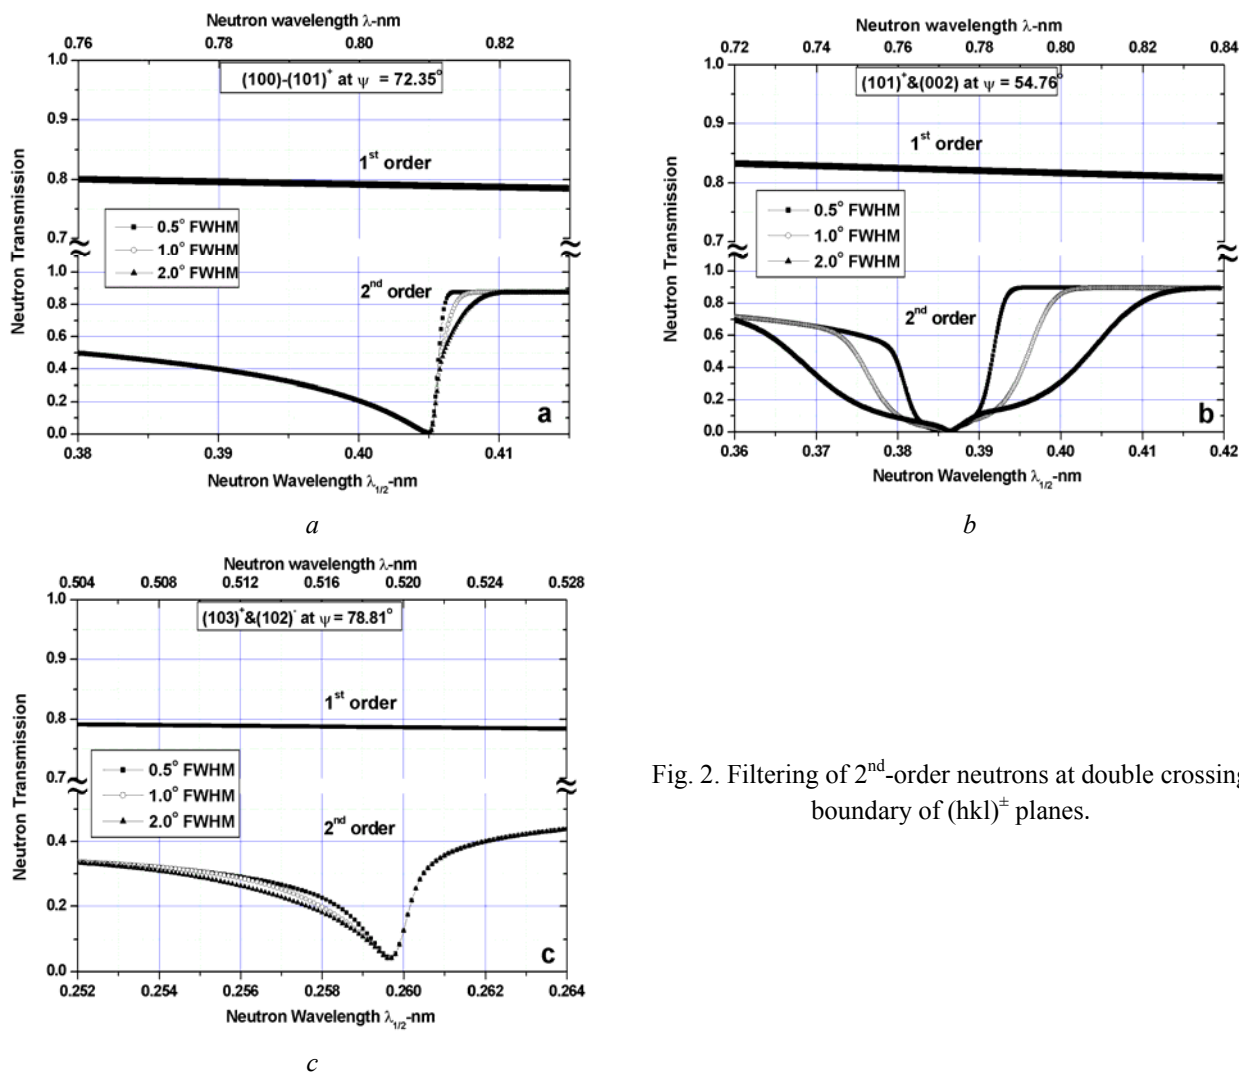 Neutron wavelength λ-nm
0.76 0.78 0.80 0.82
1.0
(100)-(101)⁺ at ψ = 72.35°
0.9
1ˢᵗ order
0.8
0.5° FWHM
1.0° FWHM
2.0° FWHM
0.7
1.0
2ⁿᵈ order
0.8
0.6
0.4
0.2
0.0
a
Neutron Transmission
0.38 0.39 0.40 0.41
Neutron Wavelength λ₁/₂-nm
a
Neutron wavelength λ-nm
0.72 0.74 0.76 0.78 0.80 0.82 0.84
1.0
(101)⁺&(002) at ψ = 54.76°
0.9
1ˢᵗ order
0.8
0.5° FWHM
1.0° FWHM
2.0° FWHM
0.7
1.0
0.8
2ⁿᵈ order
0.6
0.4
0.2
0.0
b
Neutron Transmission
0.36 0.37 0.38 0.39 0.40 0.41 0.42
Neutron Wavelength λ₁/₂-nm
b
Neutron wavelength λ-nm
0.504 0.508 0.512 0.516 0.520 0.524 0.528
1.0
(103)⁺&(102)⁻ at ψ = 78.81°
0.9
1ˢᵗ order
0.8
0.5° FWHM
1.0° FWHM
2.0° FWHM
0.7
2ⁿᵈ order
0.4
0.2
0.0
c
Neutron Transmission
0.252 0.254 0.256 0.258 0.260 0.262 0.264
Neutron Wavelength λ₁/₂-nm
c
Fig. 2. Filtering of 2ⁿᵈ-order neutrons at double crossing
boundary of (hkl)± planes.